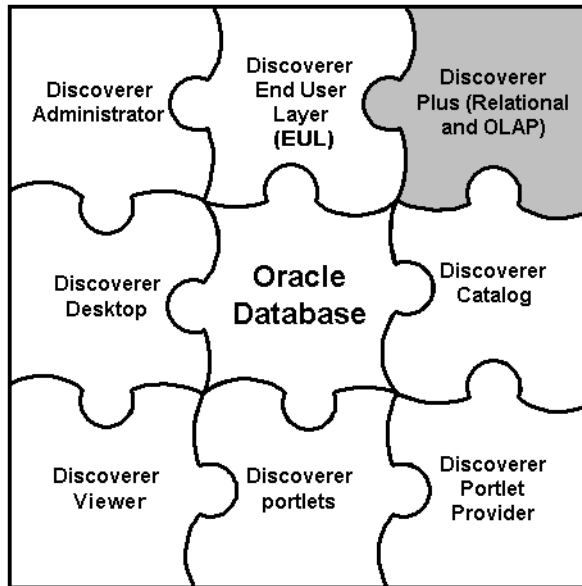 Discoverer
Administrator
Discoverer
End User
Layer
(EUL)
Discoverer
Plus (Relational
and OLAP)
Discoverer
Desktop
Oracle
Database
Discoverer
Catalog
Discoverer
Viewer
Discoverer
portlets
Discoverer
Portlet
Provider